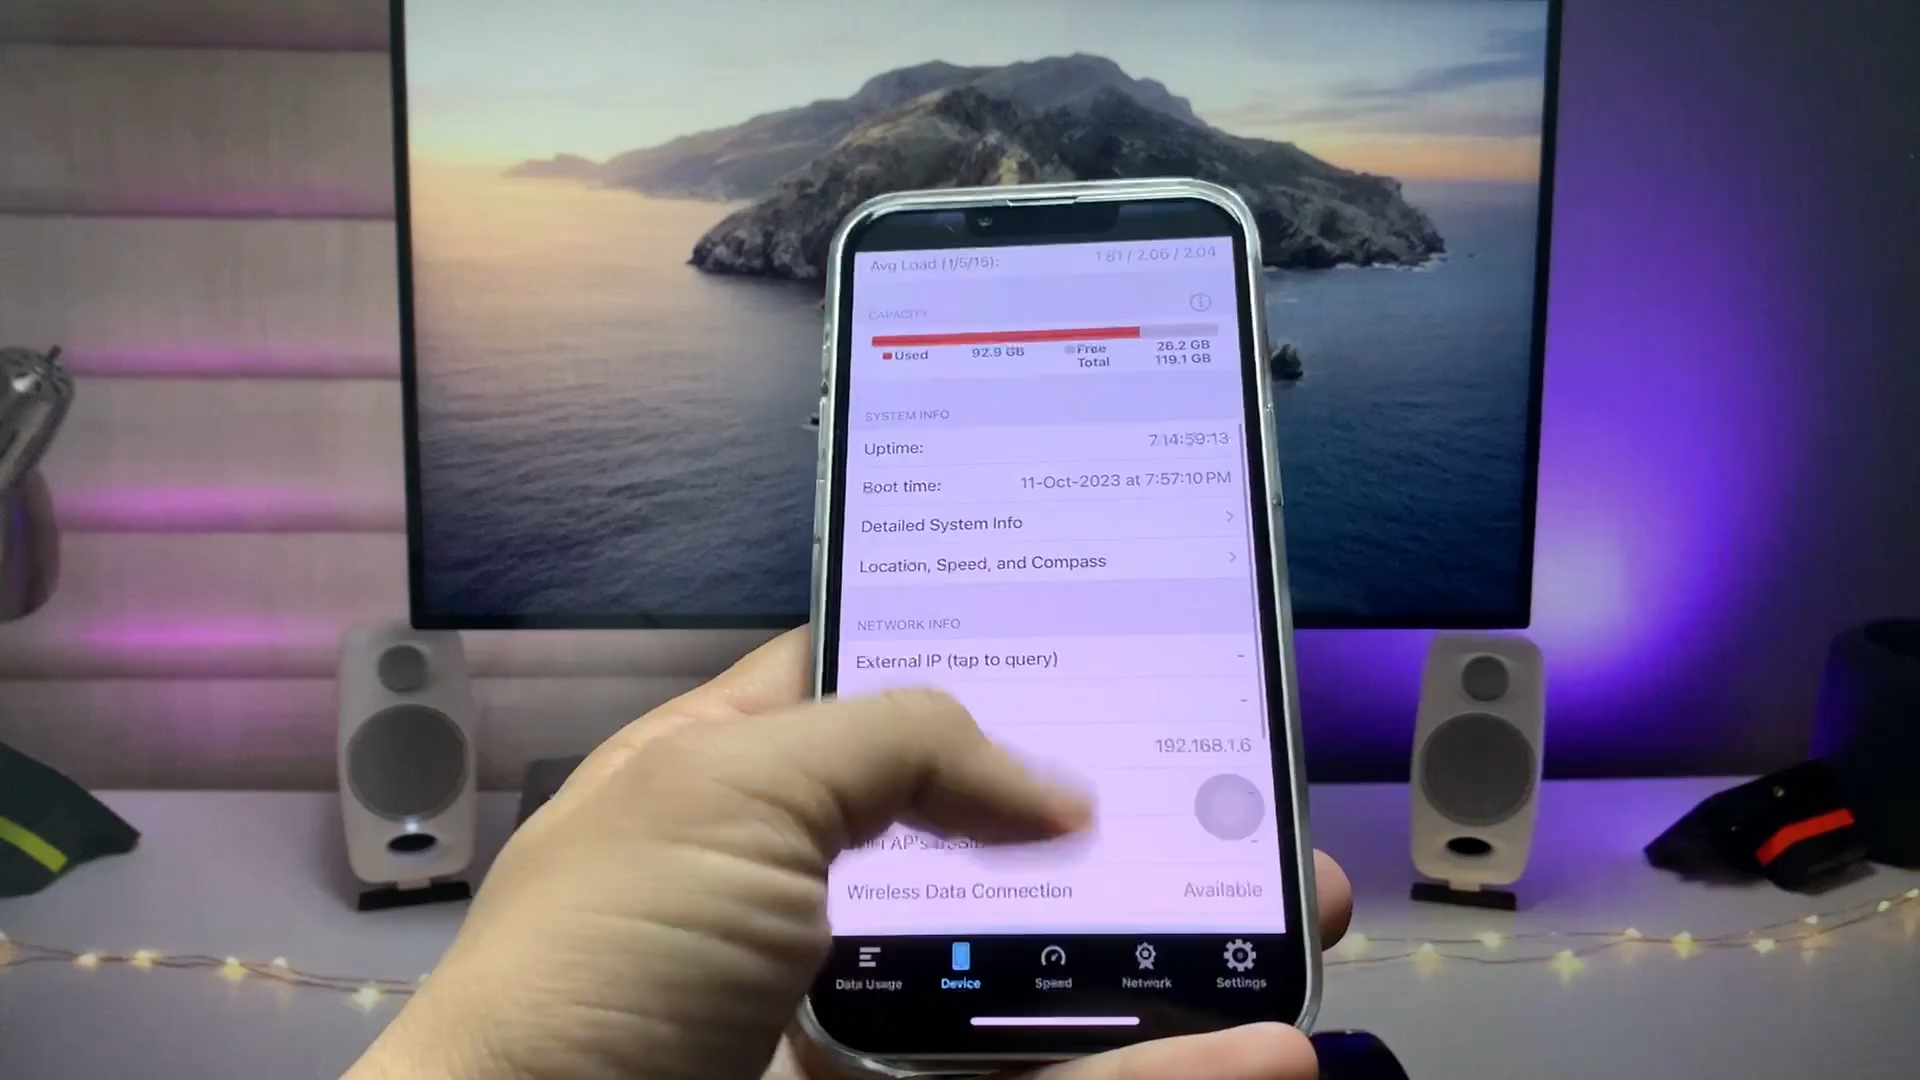 Avg Load (1/5/15): 1.81 / 2.06 / 2.04
CAPACITY
Used 92.9 GB Free 26.2 GB
Total 119.1 GB
SYSTEM INFO
Uptime: 7 14:59:13
Boot time: 11-Oct-2023 at 7:57:10 PM
Detailed System Info
Location, Speed, and Compass
NETWORK INFO
External IP (tap to query) -
-
192.168.1.6
AP's
Wireless Data Connection Available
Data Usage Device Speed Network Settings